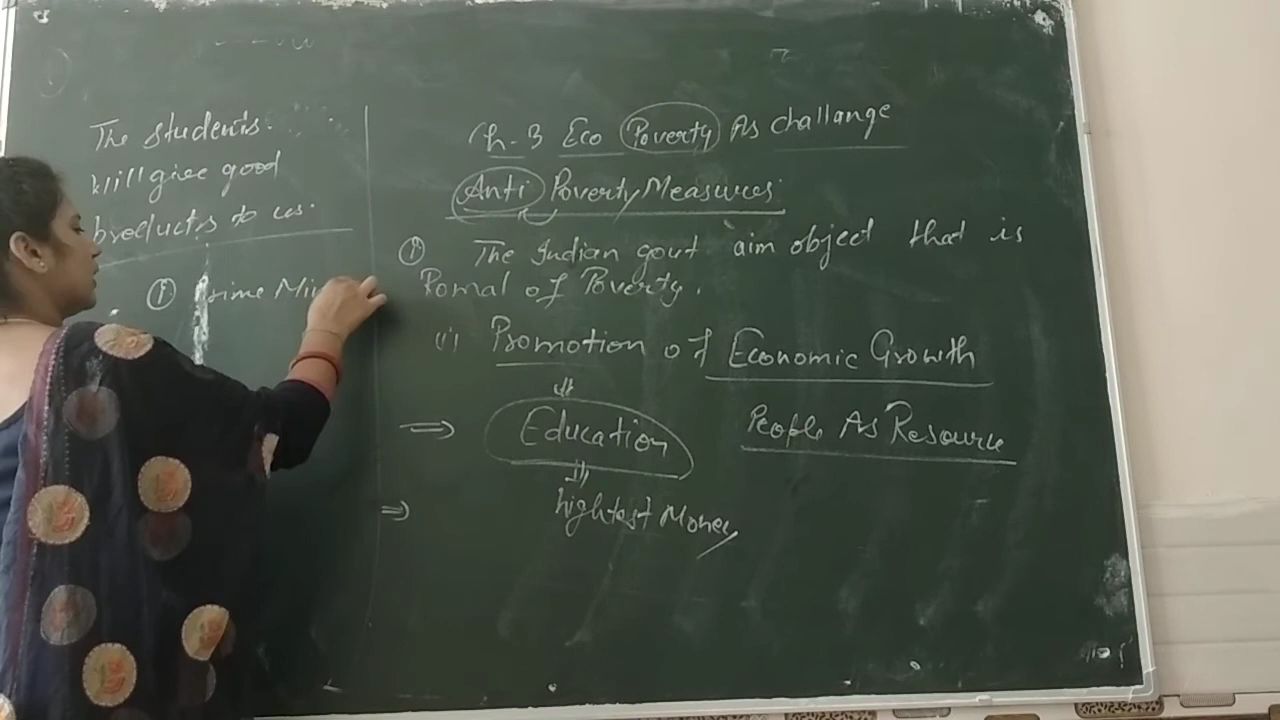 The students.
Will give good
products to us.
① Prime Min
Ch-3 Eco Poverty As challange
Anti Poverty Measures
① The Indian govt aim object that is
Romal of Poverty.
(i) Promotion of Economic Growth
⇓
⇒ Education People As Resource
⇓
⇒ hightest Money